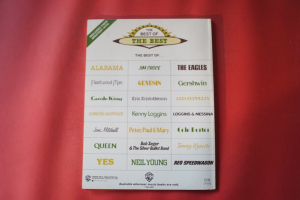 THE
BEST OF
THE BEST
THE BEST OF...
ALABAMA
JIM CROCE
THE EAGLES
Fleetwood Mac
GENESIS
Gershwin
Carole King
Kris Kristofferson
LED ZEPPELIN
Kenny Loggins
LOGGINS & MESSINA
Joni Mitchell
Peter, Paul & Mary
Cole Porter
QUEEN
Bob Seger
& The Silver Bullet Band
YES
NEIL YOUNG
REO SPEEDWAGON